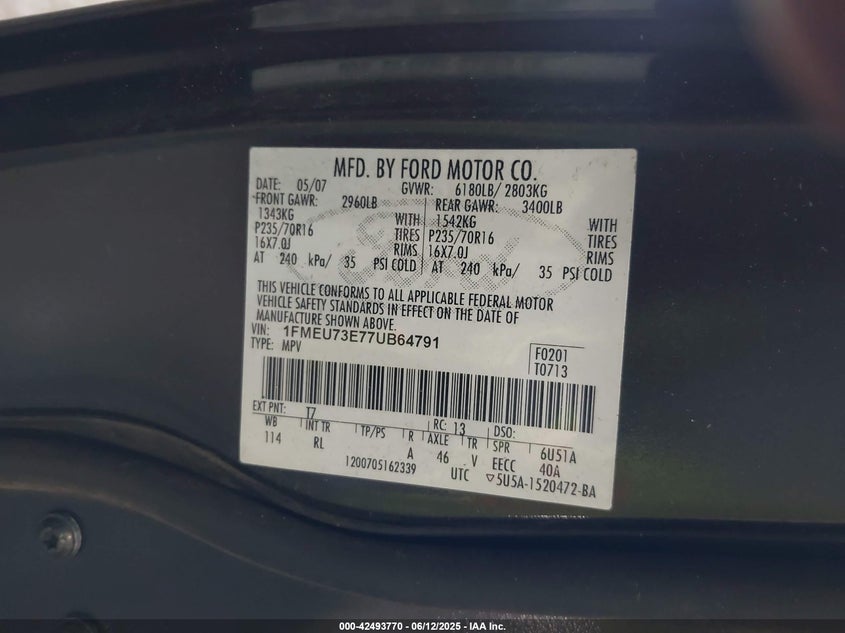 MFD. BY FORD MOTOR CO.
DATE: 05/07 GVWR: 6180LB/ 2803KG
FRONT GAWR: 2960LB REAR GAWR: 3400LB
1343KG WITH 1542KG WITH
P235/70R16 TIRES P235/70R16 TIRES
16X7.0J RIMS 16X7.0J RIMS
AT 240 kPa/ 35 PSI COLD AT 240 kPa/ 35 PSI COLD
Ford
THIS VEHICLE CONFORMS TO ALL APPLICABLE FEDERAL MOTOR
VEHICLE SAFETY STANDARDS IN EFFECT ON THE DATE OF
MANUFACTURE SHOWN ABOVE.
VIN: 1FMEU73E77UB64791
TYPE: MPV
F0201
T0713
EXT PNT: T7 RC: 13 DSO:
WB INT TR TP/PS R AXLE TR SPR 6U51A
114 RL A 46 V EECC 40A
1200705162339 UTC ▽5U5A-1520472-BA
000-42493770 - 06/12/2025 - IAA Inc.